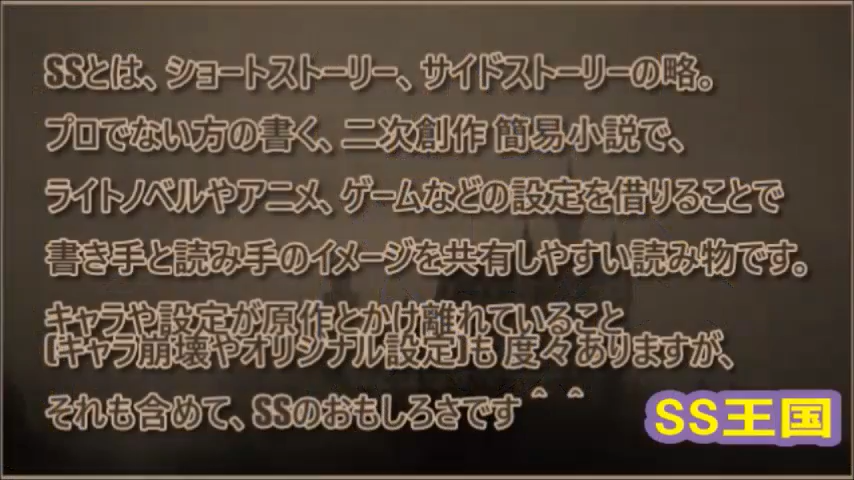 SSとは、ショートストーリー、サイドストーリーの略。
プロでない方の書く、二次創作 簡易小説で、
ライトノベルやアニメ、ゲームなどの設定を借りることで
書き手と読み手のイメージを共有しやすい読み物です。
キャラや設定が原作とかけ離れていること
(キャラ崩壊やオリジナル設定)も 度々ありますが、
それも含めて、SSのおもしろさです ＾ ＾
SS王国